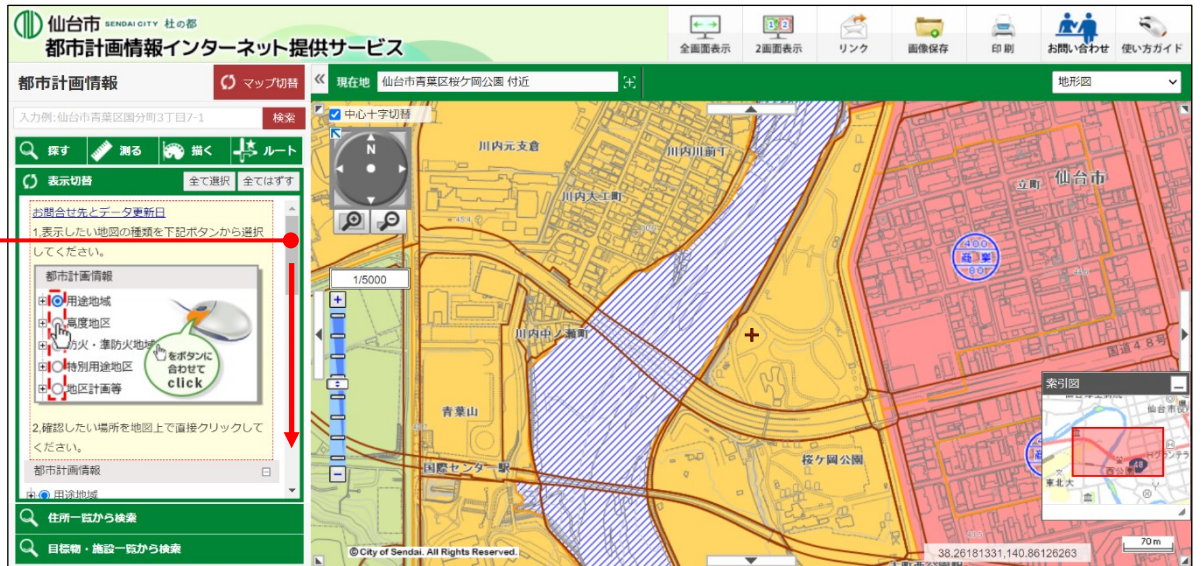 仙台市 SENDAI CITY 杜の都
都市計画情報インターネット提供サービス
全画面表示
2画面表示
リンク
画像保存
印刷
お問い合わせ
使い方ガイド
都市計画情報
マップ切替
現在地
仙台市青葉区桜ケ岡公園 付近
地形図
入力例:仙台市青葉区国分町3丁目7-1
検索
中心十字切替
探す
測る
描く
ルート
表示切替
全て選択
全てはずす
お問合せ先とデータ更新日
1,表示したい地図の種類を下記ボタンから選択
してください。
都市計画情報
用途地域
高度地区
防火・準防火地域
特別用途地区
地区計画等
をボタンに
合わせて
click
2,確認したい場所を地図上で直接クリックして
ください。
都市計画情報
用途地域
住所一覧から検索
目標物・施設一覧から検索
N
1/5000
川内元支倉
川内川前丁
川内大工町
立町
仙台市
400
商業
80
川内中ノ瀬町
国道48号
青葉山
国際センター駅
桜ケ岡公園
索引図
仙台市役
西公園
48
東北大
©City of Sendai. All Rights Reserved.
38.26181331,140.86126263
70m